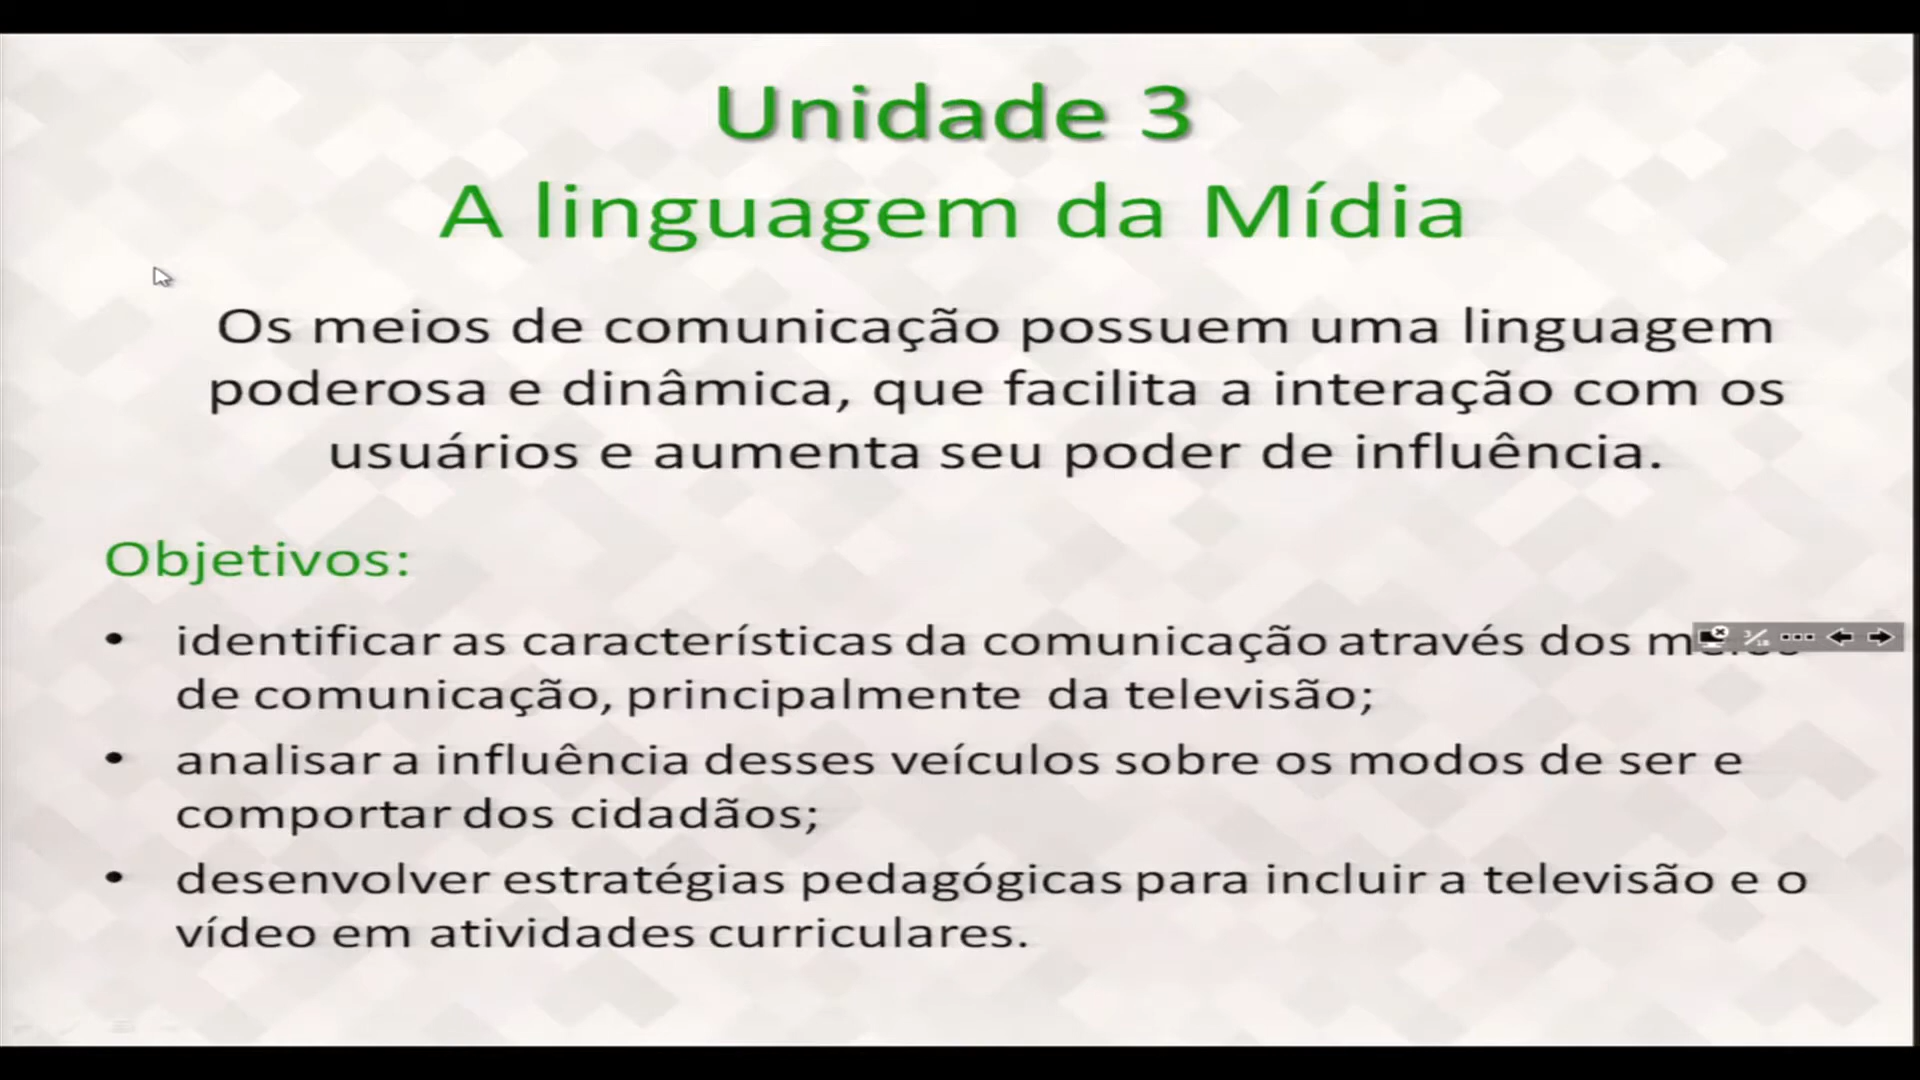 Unidade 3
A linguagem da Mídia
Os meios de comunicação possuem uma linguagem
poderosa e dinâmica, que facilita a interação com os
usuários e aumenta seu poder de influência.
Objetivos:
• identificar as características da comunicação através dos meios
de comunicação, principalmente da televisão;
• analisar a influência desses veículos sobre os modos de ser e
comportar dos cidadãos;
• desenvolver estratégias pedagógicas para incluir a televisão e o
vídeo em atividades curriculares.